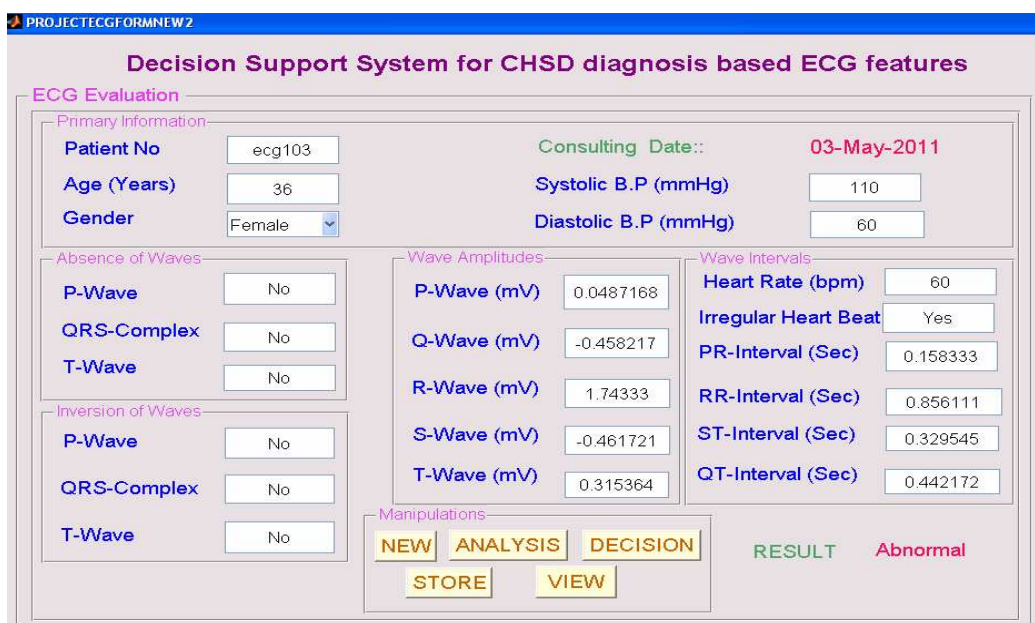 PROJECTECGFORMNEW2
Decision Support System for CHSD diagnosis based ECG features
ECG Evaluation
Primary Information
Patient No ecg103
Consulting Date:: 03-May-2011
Age (Years) 36
Systolic B.P (mmHg) 110
Gender Female
Diastolic B.P (mmHg) 60
Absence of Waves
P-Wave No
QRS-Complex No
T-Wave No
Inversion of Waves
P-Wave No
QRS-Complex No
T-Wave No
Wave Amplitudes
P-Wave (mV) 0.0487168
Q-Wave (mV) -0.458217
R-Wave (mV) 1.74333
S-Wave (mV) -0.461721
T-Wave (mV) 0.315364
Wave Intervals
Heart Rate (bpm) 60
Irregular Heart Beat Yes
PR-Interval (Sec) 0.158333
RR-Interval (Sec) 0.856111
ST-Interval (Sec) 0.329545
QT-Interval (Sec) 0.442172
Manipulations
NEW ANALYSIS DECISION
STORE VIEW
RESULT Abnormal